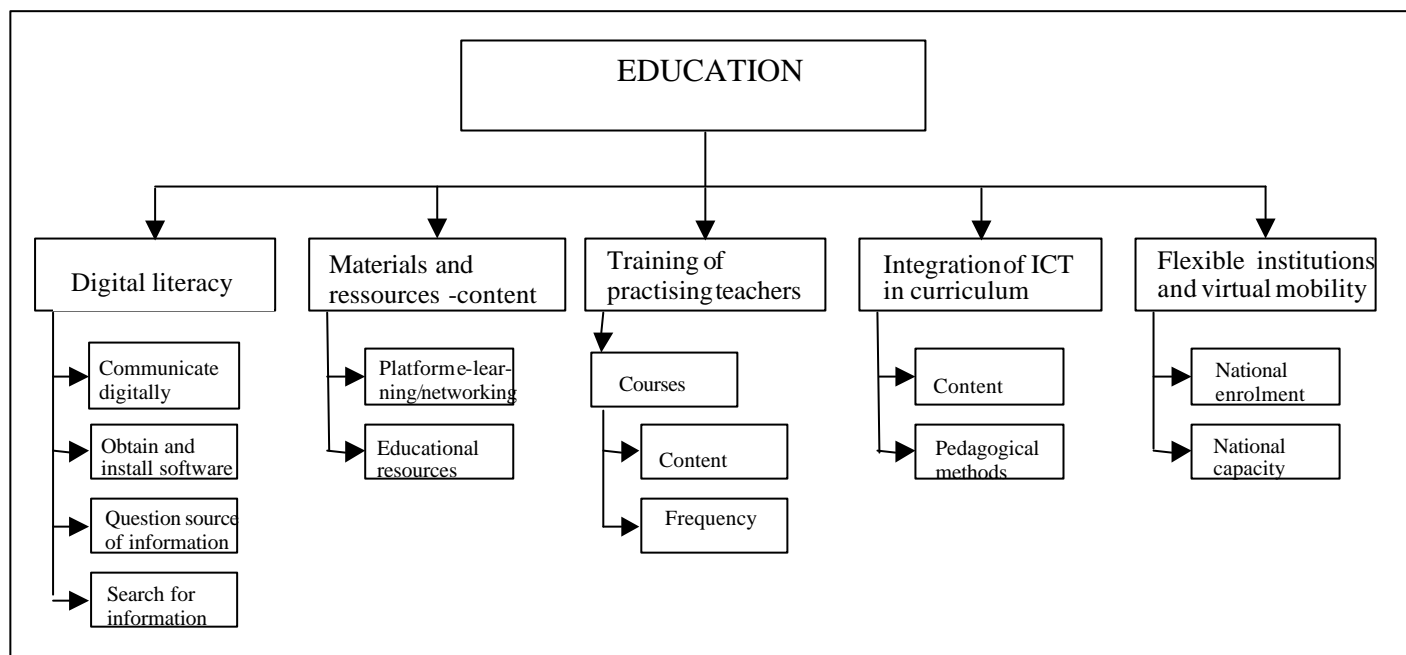 EDUCATION
Digital literacy
Communicate
digitally
Obtain and
install software
Question source
of information
Search for
information
Materials and
ressources -content
Platforme-lear-
ning/networking
Educational
resources
Training of
practising teachers
Courses
Content
Frequency
Integration of ICT
in curriculum
Content
Pedagogical
methods
Flexible institutions
and virtual mobility
National
enrolment
National
capacity